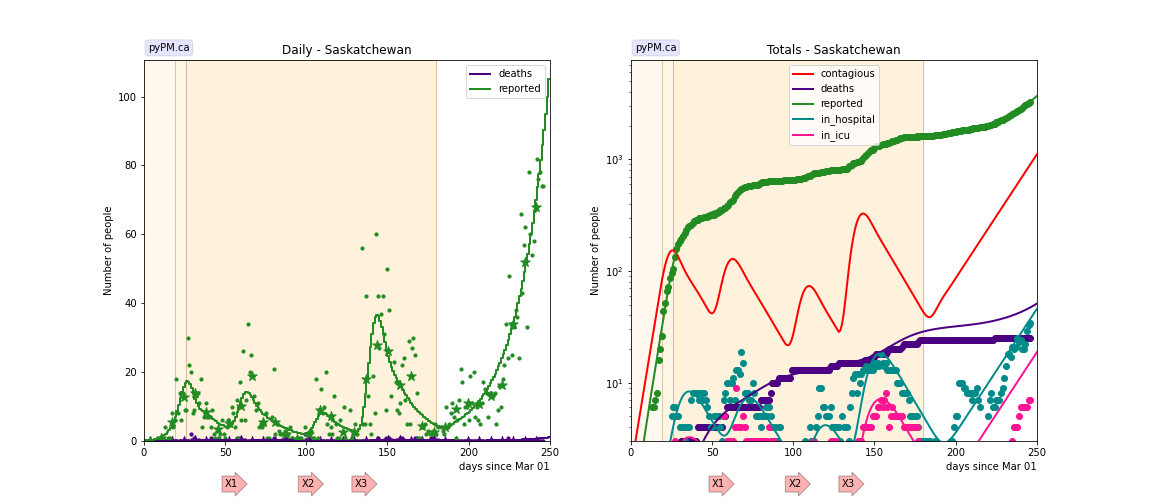 pyPM.ca
Daily - Saskatchewan
deaths
reported
Number of people
100
80
60
40
20
0
0 50 100 150 200 250
days since Mar 01
X1 X2 X3
pyPM.ca
Totals - Saskatchewan
contagious
deaths
reported
in_hospital
in_icu
Number of people
10³
10²
10¹
0 50 100 150 200 250
days since Mar 01
X1 X2 X3